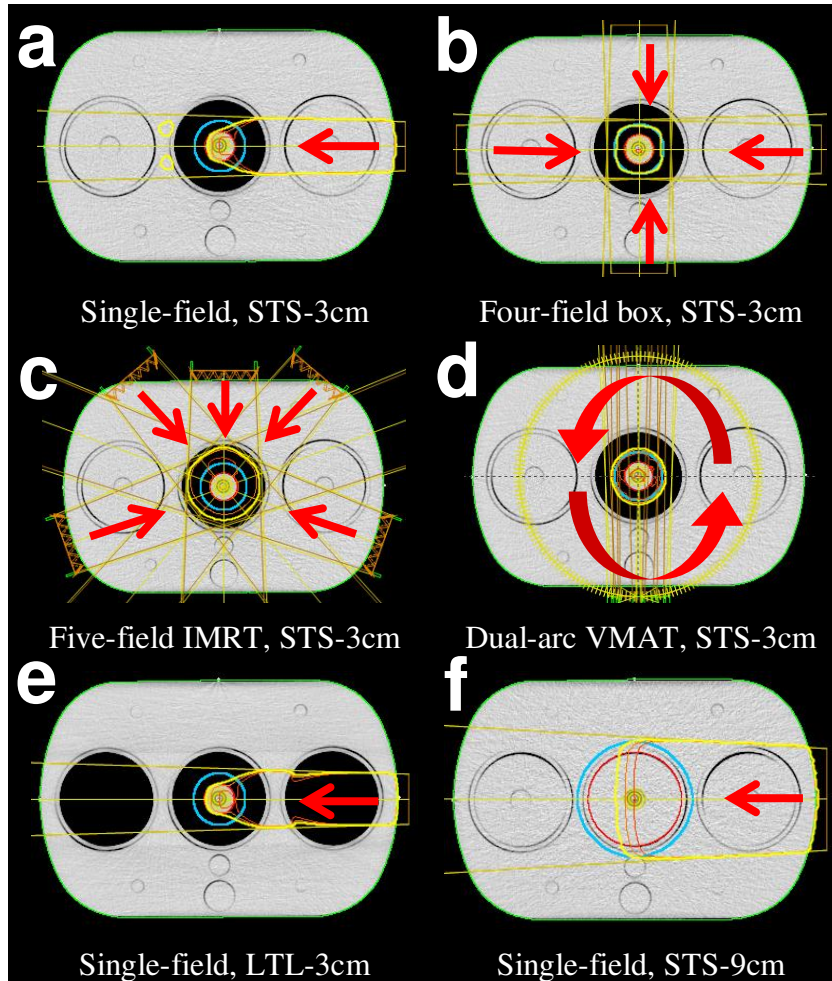 a
b
Single-field, STS-3cm
Four-field box, STS-3cm
c
d
Five-field IMRT, STS-3cm
Dual-arc VMAT, STS-3cm
e
f
Single-field, LTL-3cm
Single-field, STS-9cm